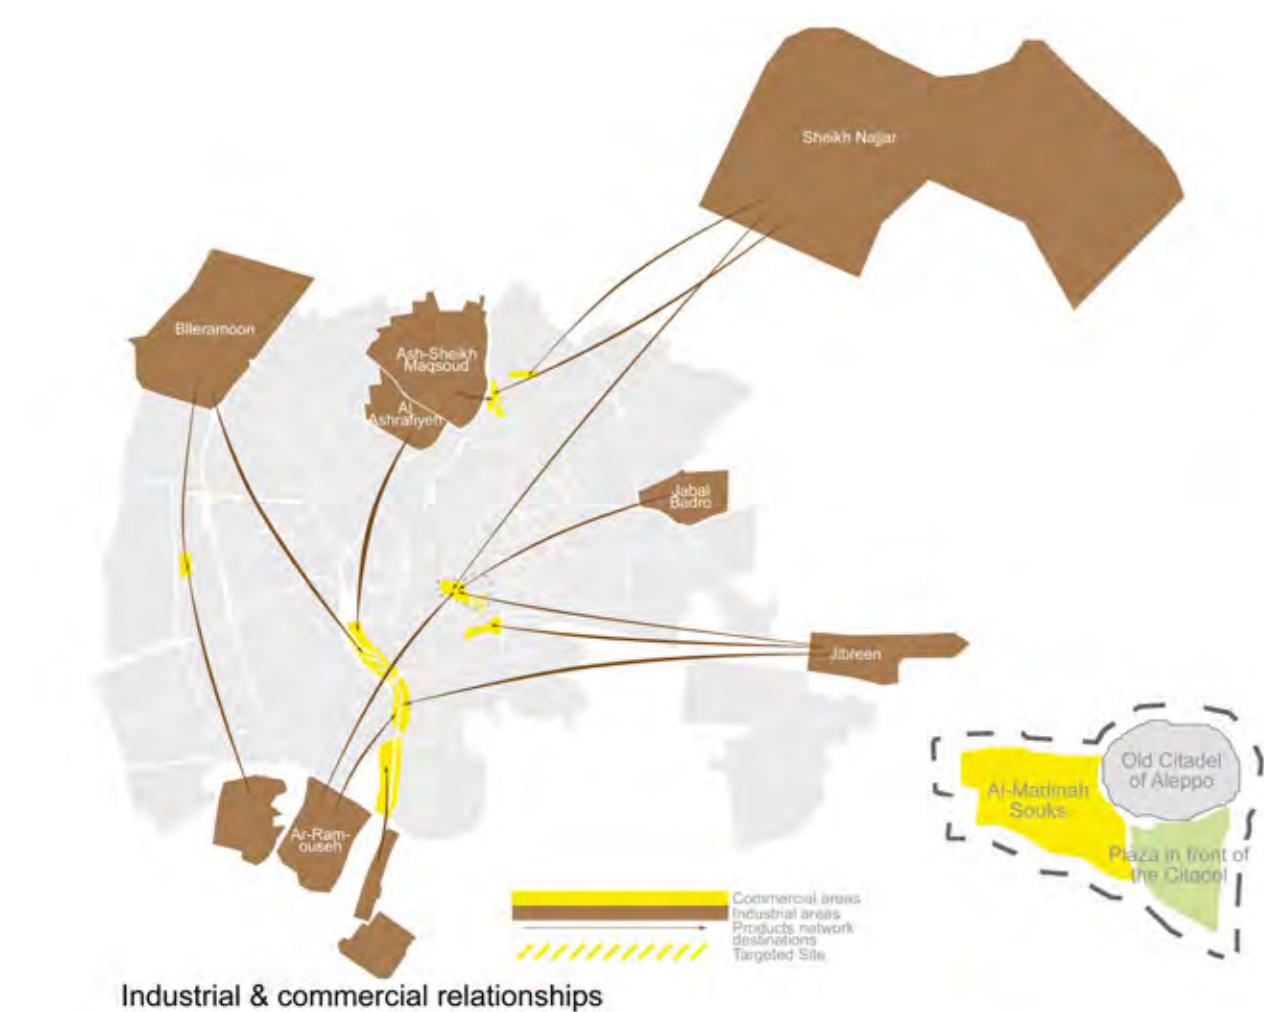 Sheikh Najjar
Blleramoon
Ash-Sheikh
Maqsoud
Al
Ashrafiyeh
Jabal
Badro
Jibreen
Old Citadel
of Aleppo
Al-Madinah
Souks
Plaza in front of
the Citadel
Ar-Ram-
ouseh
Commercial areas
Industrial areas
Products network
destinations
Targeted Site
Industrial & commercial relationships